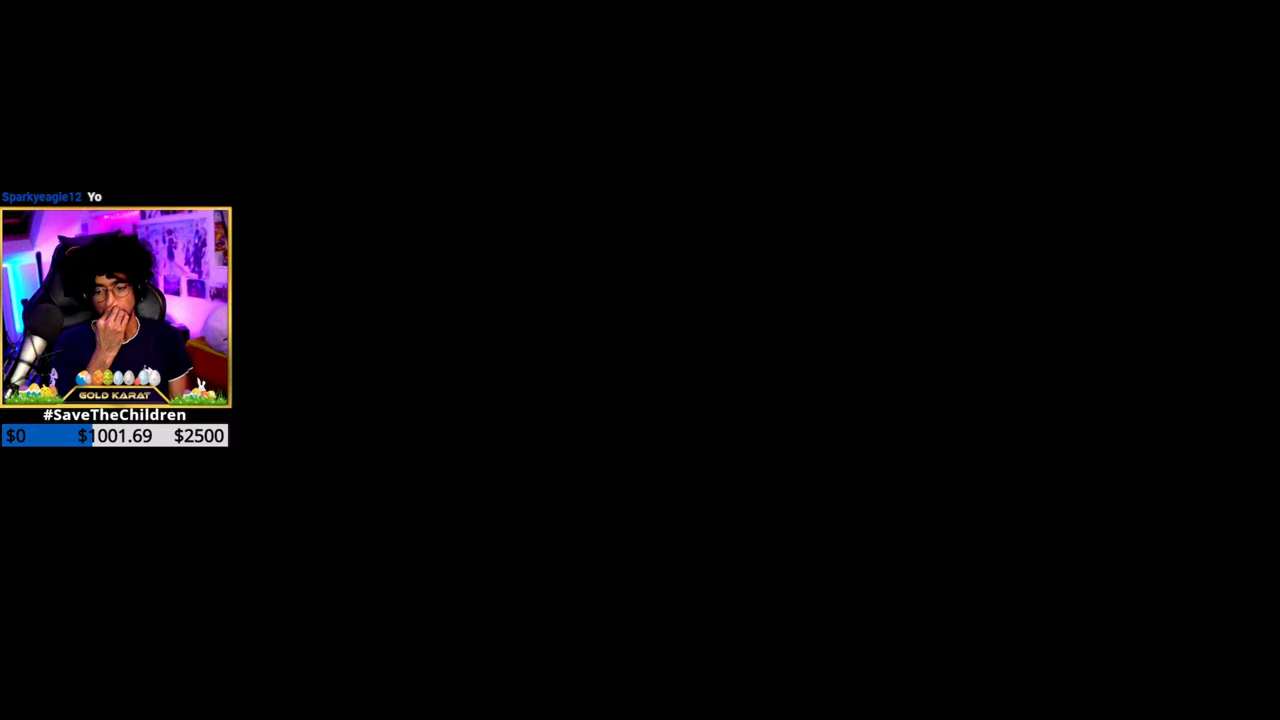 Sparkyeagle12 Yo
GOLD KARAT
#SaveTheChildren
$0 $1001.69 $2500